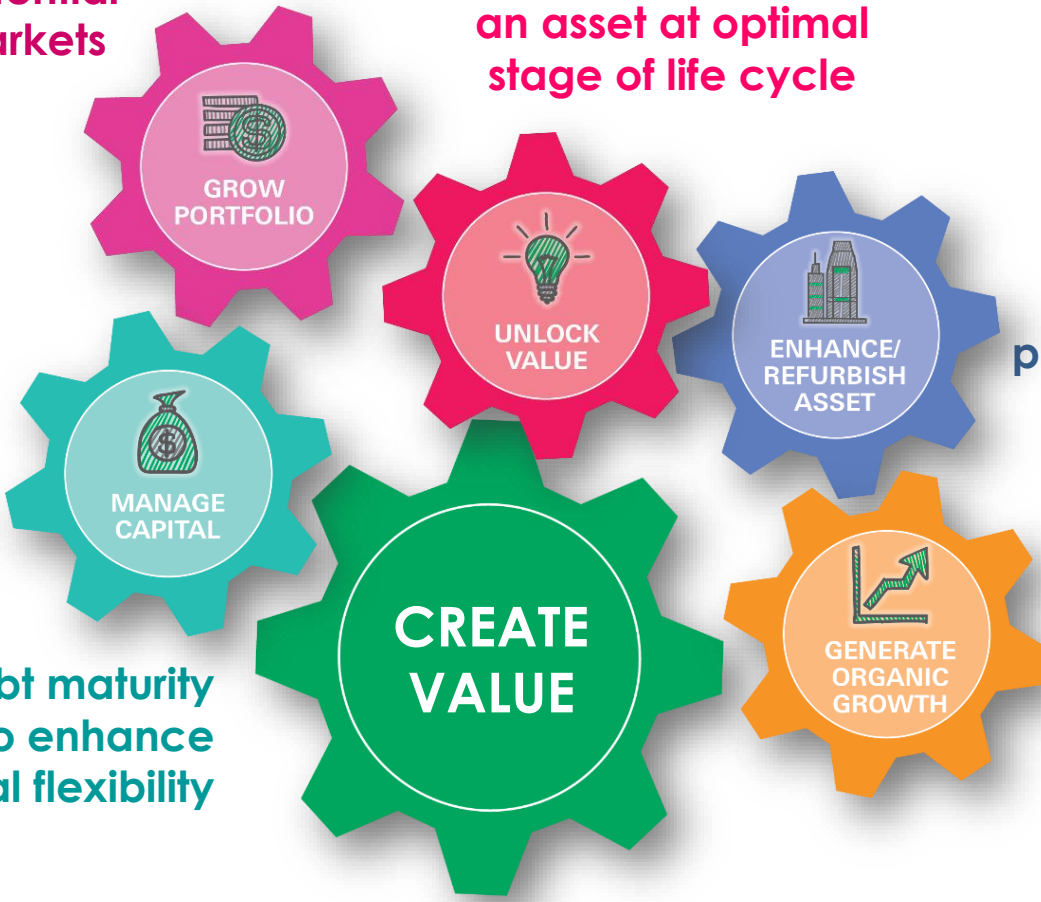 arkets
an asset at optimal
stage of life cycle
GROW
PORTFOLIO
UNLOCK
VALUE
ENHANCE/
REFURBISH
ASSET
p
MANAGE
CAPITAL
CREATE
VALUE
GENERATE
ORGANIC
GROWTH
bt maturity
o enhance
al flexibility